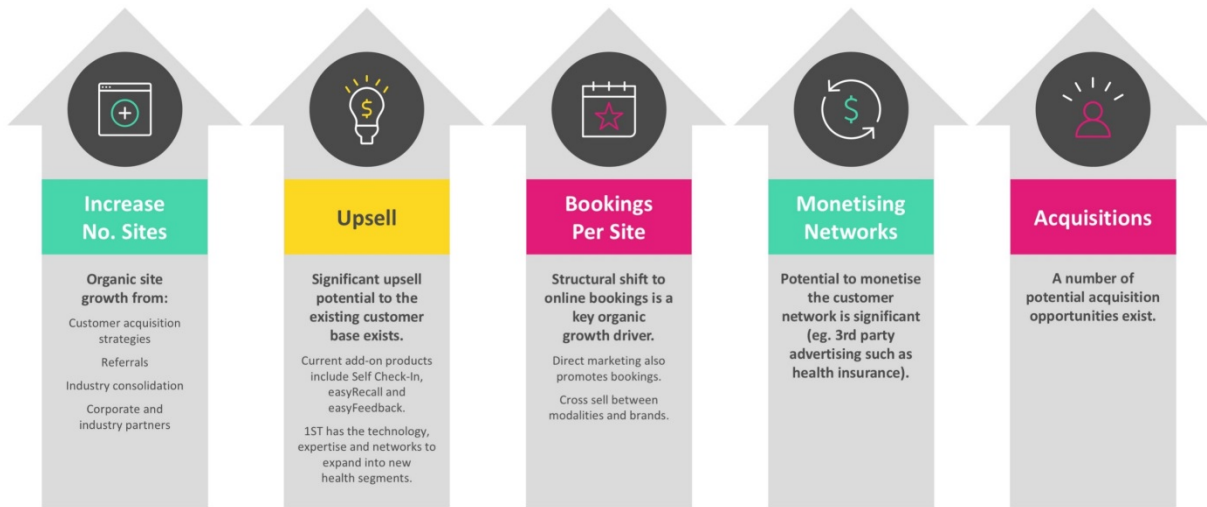 Increase
No. Sites
Organic site
growth from:
Customer acquisition
strategies
Referrals
Industry consolidation
Corporate and
industry partners
$
Upsell
Significant upsell
potential to the
existing customer
base exists.
Current add-on products
include Self Check-In,
easyRecall and
easyFeedback.
1ST has the technology,
expertise and networks to
expand into new
health segments.
Bookings
Per Site
Structural shift to
online bookings is a
key organic
growth driver.
Direct marketing also
promotes bookings.
Cross sell between
modalities and brands.
$
Monetising
Networks
Potential to monetise
the customer
network is significant
(eg. 3rd party
advertising such as
health insurance).
Acquisitions
A number of
potential acquisition
opportunities exist.